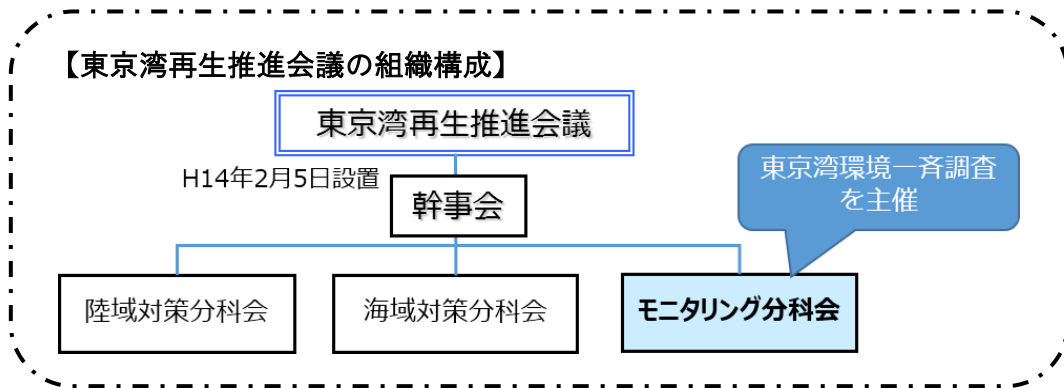 【東京湾再生推進会議の組織構成】
東京湾再生推進会議
H14年2月5日設置
幹事会
東京湾環境一斉調査
を主催
陸域対策分科会
海域対策分科会
モニタリング分科会